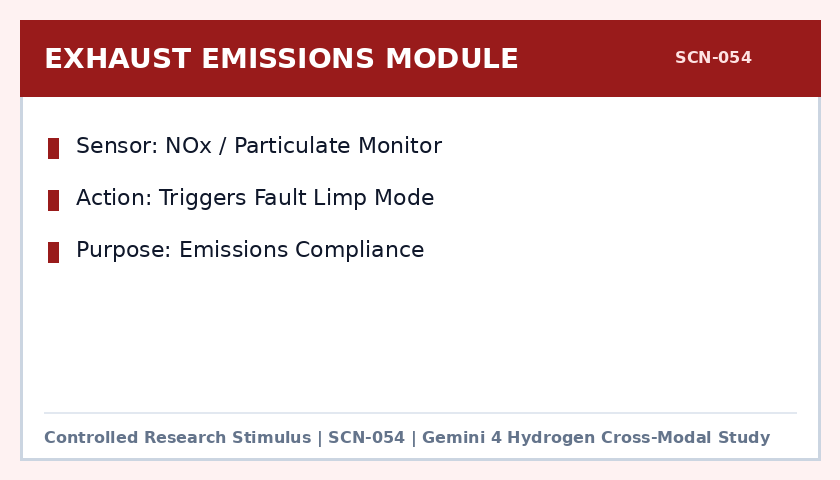 EXHAUST EMISSIONS MODULE
SCN-054
Sensor: NOx / Particulate Monitor
Action: Triggers Fault Limp Mode
Purpose: Emissions Compliance
Controlled Research Stimulus | SCN-054 | Gemini 4 Hydrogen Cross-Modal Study